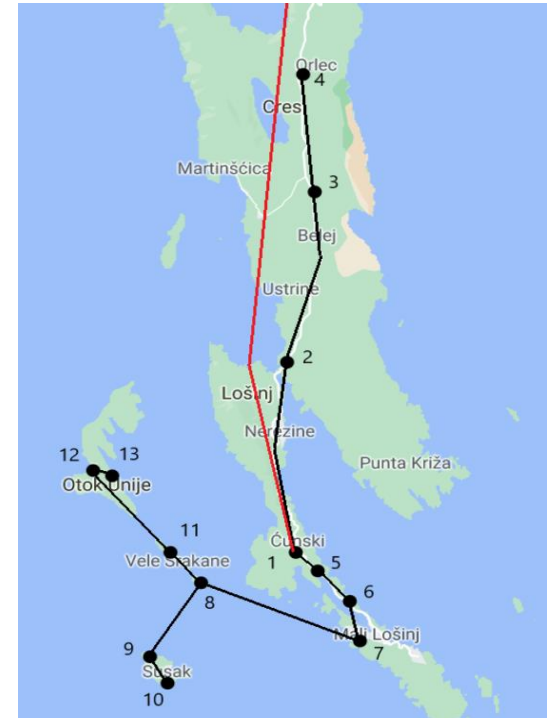 Orlec
4
Cres
Martinšćica
3
Belej
Ustrine
2
Lošinj
Nerezine
Punta Križa
12
13
Otok Unije
11
Vele Srakane
Ćunski
1
5
8
6
Mali Lošinj
7
9
Susak
10